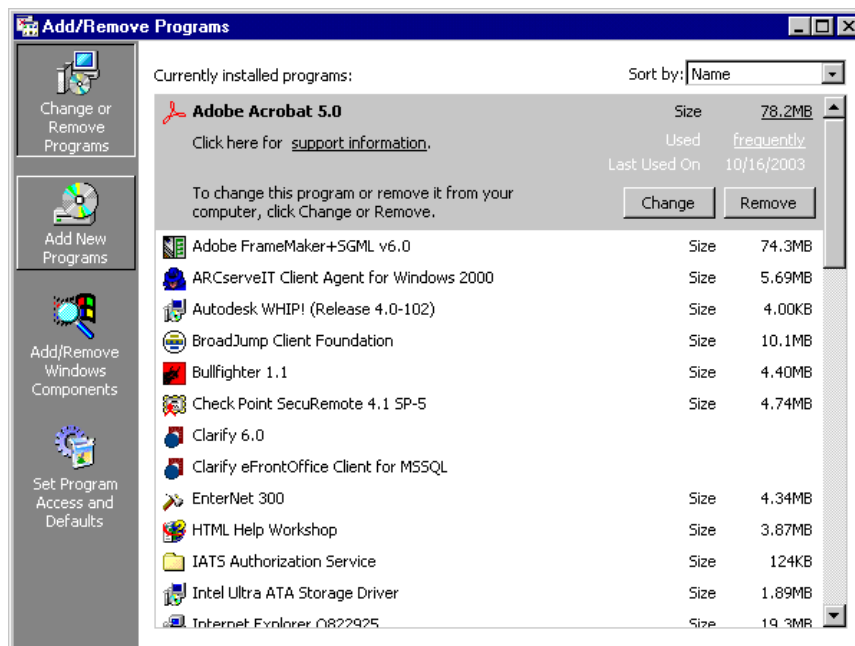 Add/Remove Programs
Change or
Remove
Programs
Add New
Programs
Add/Remove
Windows
Components
Set Program
Access and
Defaults
Currently installed programs:
Sort by: Name
Adobe Acrobat 5.0 Size 78.2MB
Click here for support information. Used frequently
Last Used On 10/16/2003
To change this program or remove it from your
computer, click Change or Remove. Change Remove
Adobe FrameMaker+SGML v6.0 Size 74.3MB
ARCserveIT Client Agent for Windows 2000 Size 5.69MB
Autodesk WHIP! (Release 4.0-102) Size 4.00KB
BroadJump Client Foundation Size 10.1MB
Bullfighter 1.1 Size 4.40MB
Check Point SecuRemote 4.1 SP-5 Size 4.74MB
Clarify 6.0
Clarify eFrontOffice Client for MSSQL
EnterNet 300 Size 4.34MB
HTML Help Workshop Size 3.87MB
IATS Authorization Service Size 124KB
Intel Ultra ATA Storage Driver Size 1.89MB
Internet Explorer Q822925 Size 19.3MB